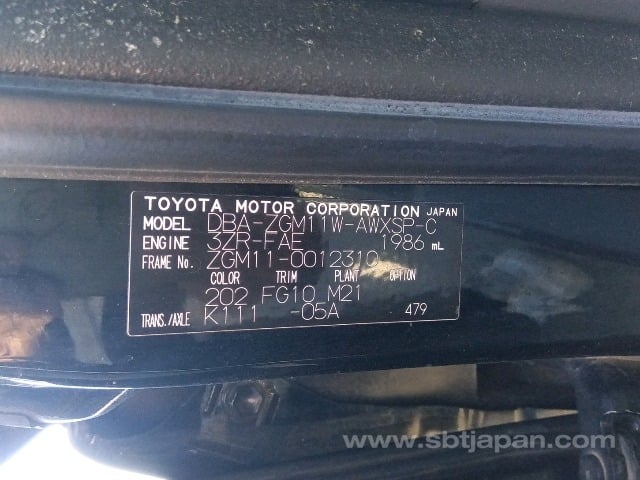 TOYOTA MOTOR CORPORATION JAPAN
MODEL DBA-ZGM11W-AWXSP-C
ENGINE 3ZR-FAE 1986 mL
FRAME No. ZGM11-0012310
COLOR TRIM PLANT OPTION
202 FG10 M21
TRANS./AXLE K111 -05A 479
www.sbtjapan.com